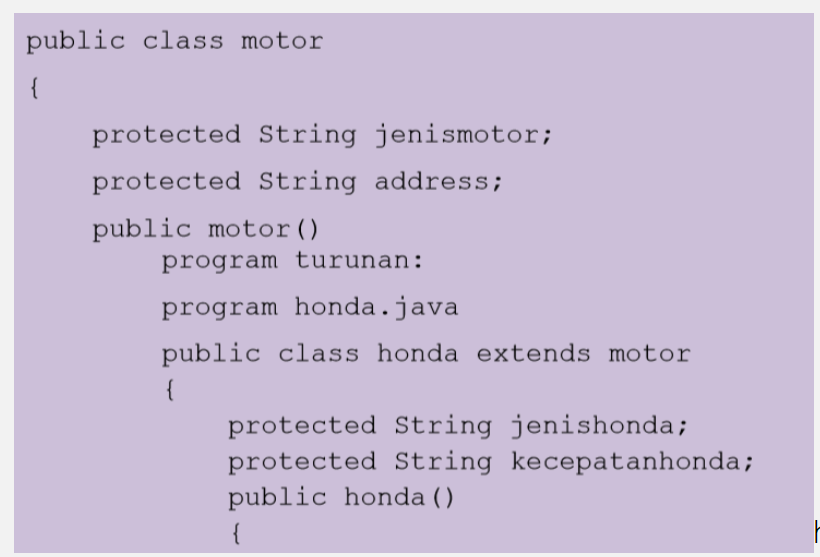 public class motor
{
protected String jenismotor;
protected String address;
public motor()
program turunan:
program honda.java
public class honda extends motor
{
protected String jenishonda;
protected String kecepatanhonda;
public honda()
{